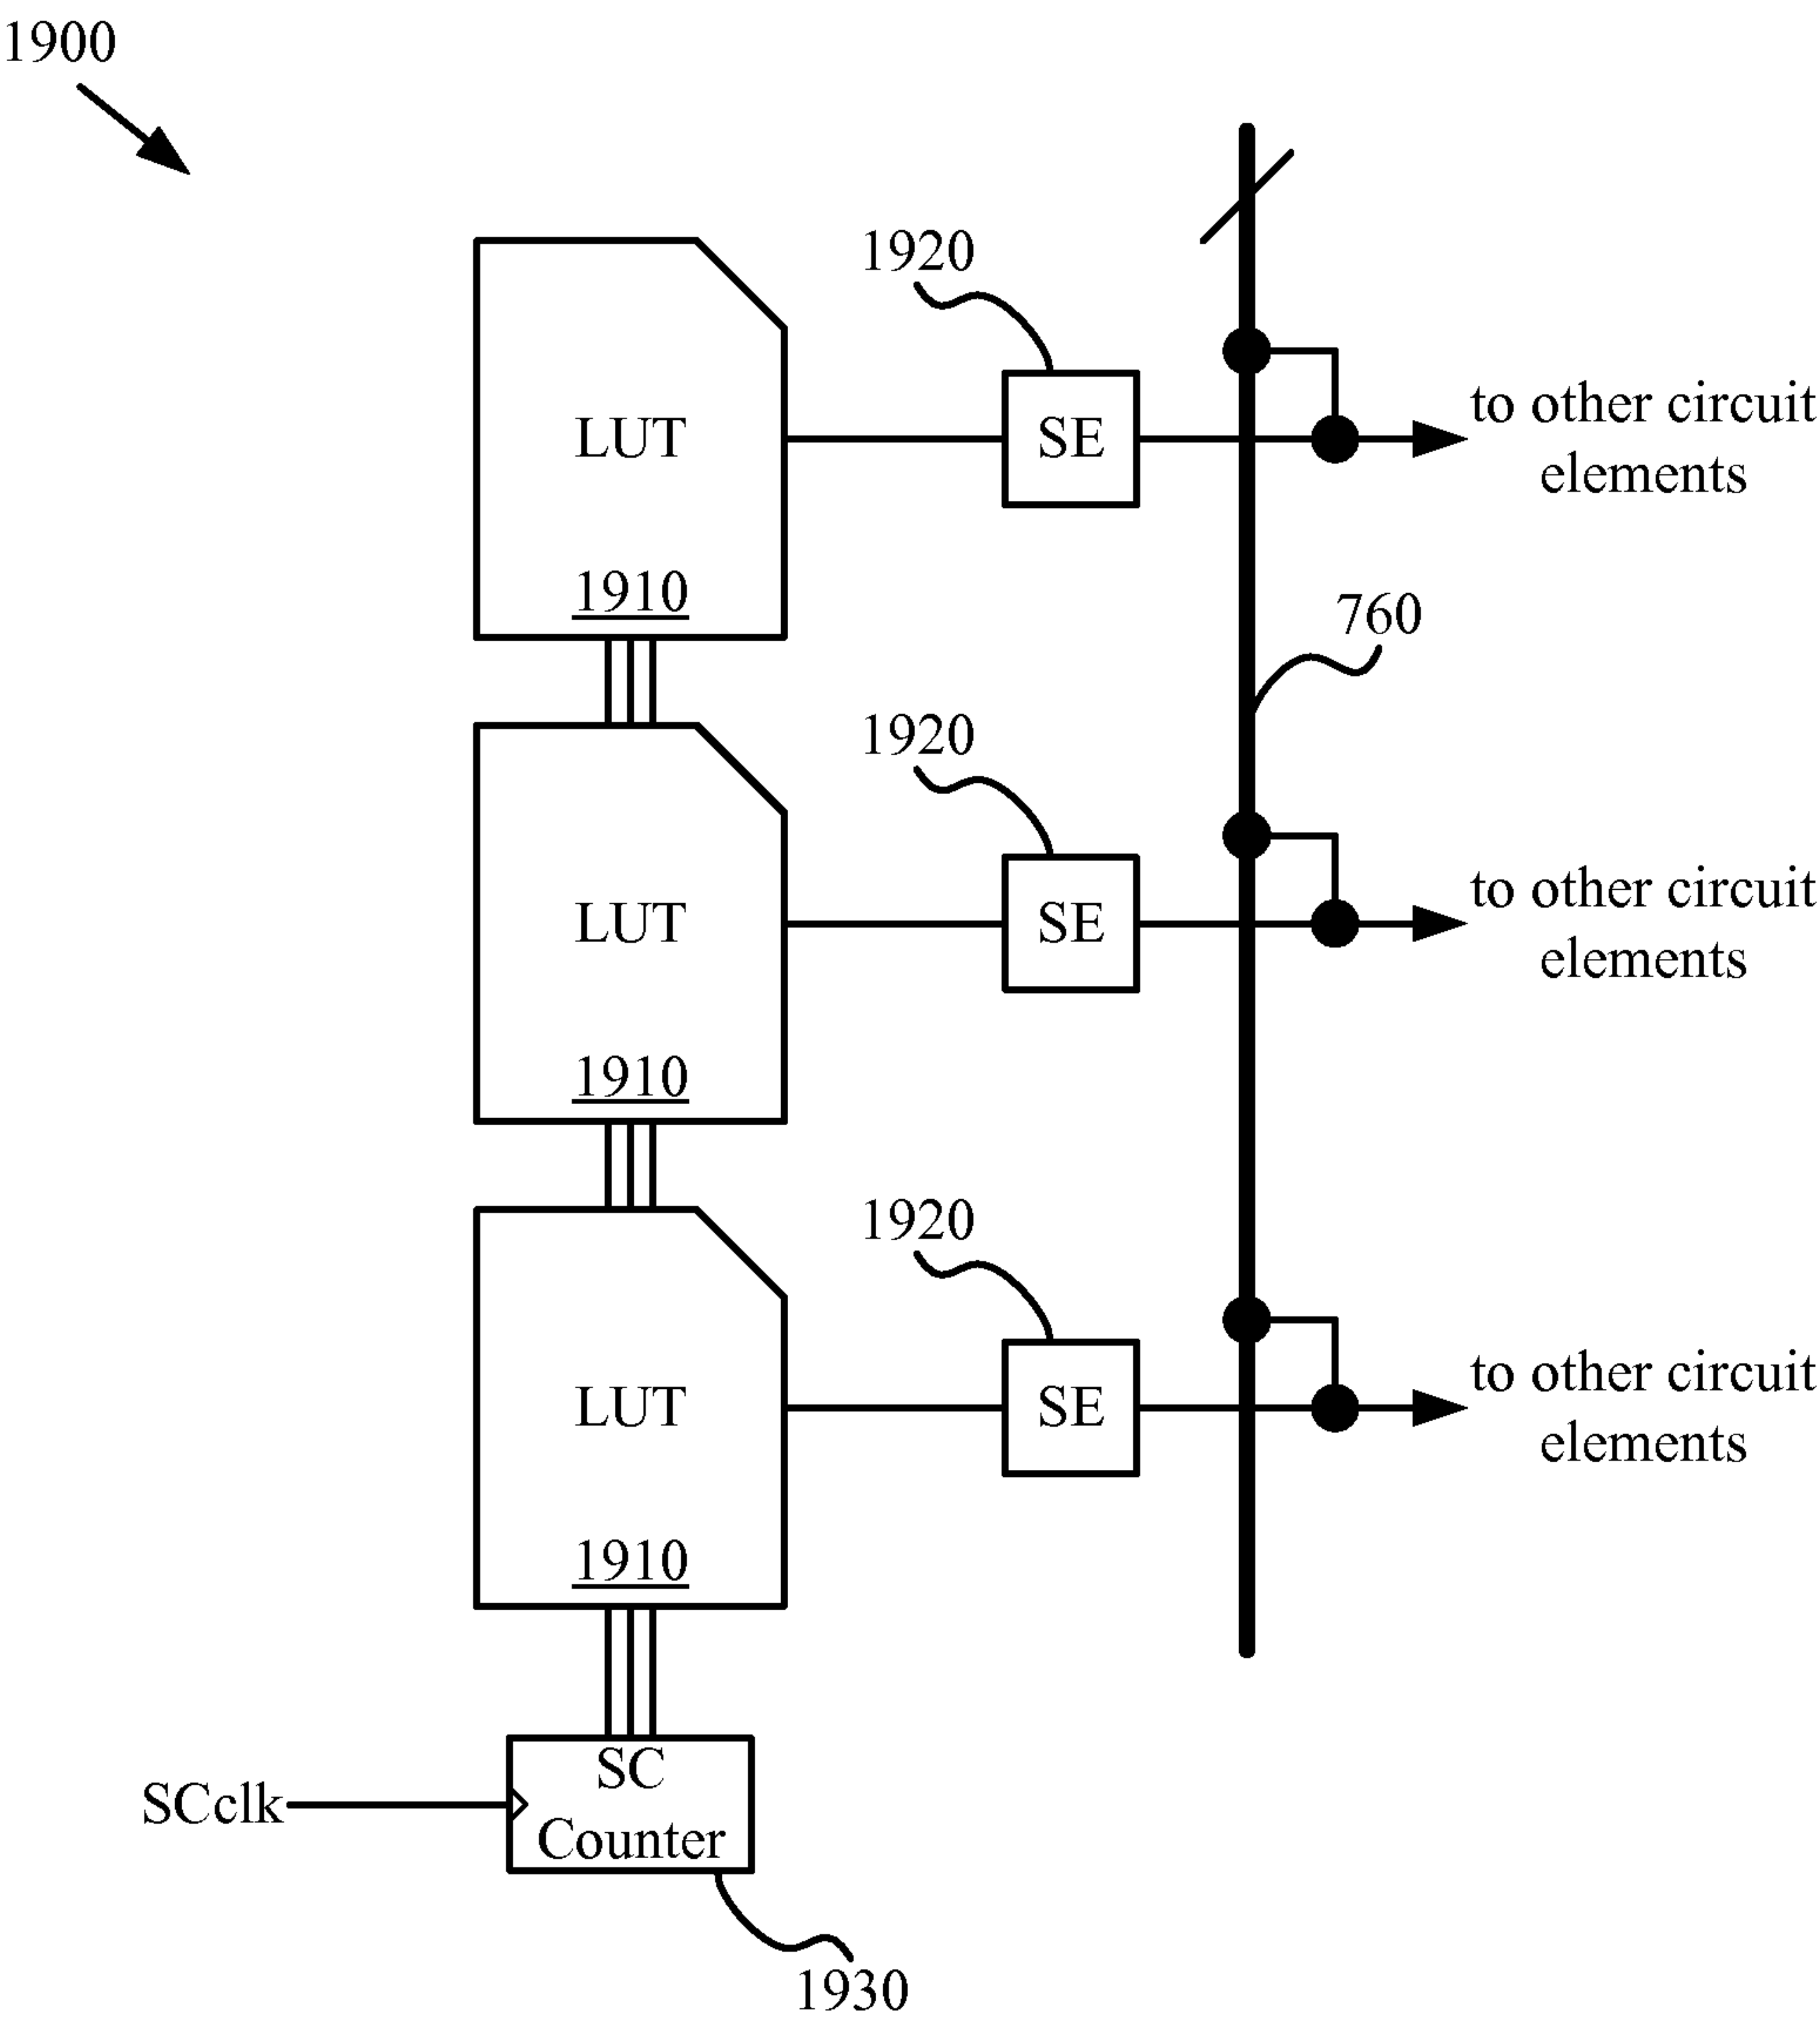 1900
1920
LUT
SE
to other circuit
elements
1910
760
1920
LUT
SE
to other circuit
elements
1910
1920
LUT
SE
to other circuit
elements
1910
SC
Counter
SCclk
1930